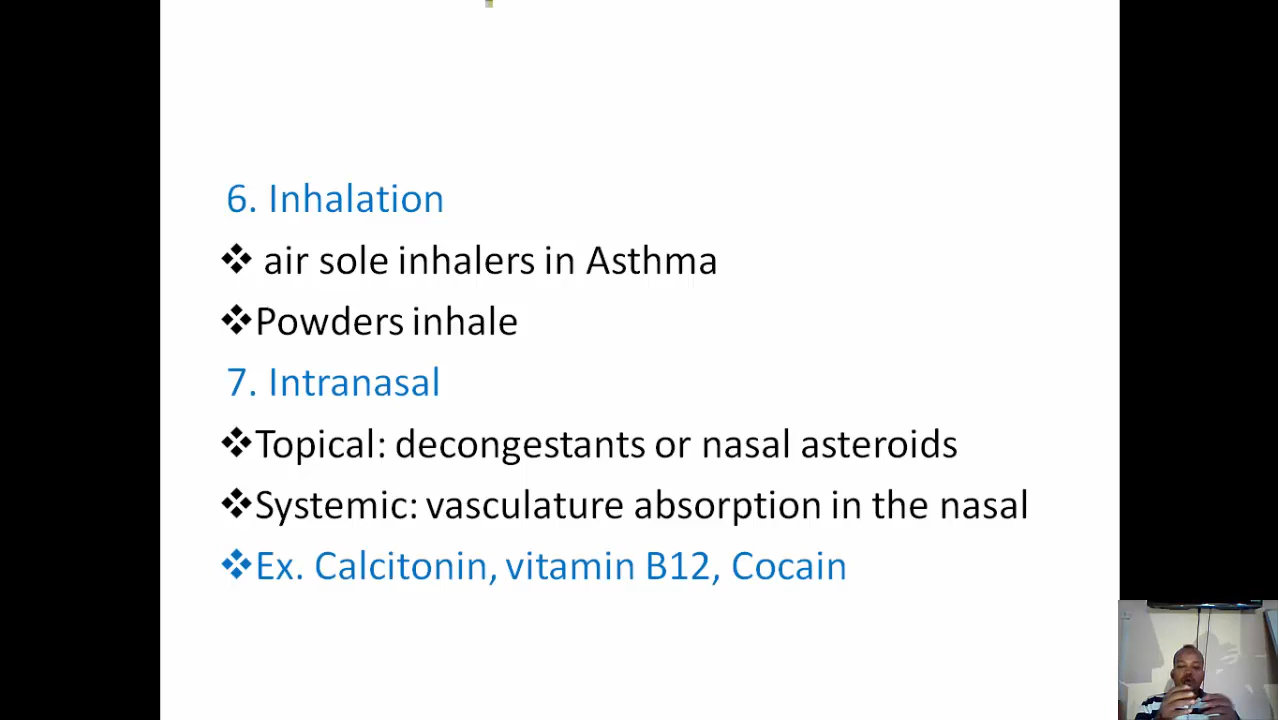 6. Inhalation
❖ air sole inhalers in Asthma
❖Powders inhale
7. Intranasal
❖Topical: decongestants or nasal asteroids
❖Systemic: vasculature absorption in the nasal
❖Ex. Calcitonin, vitamin B12, Cocain